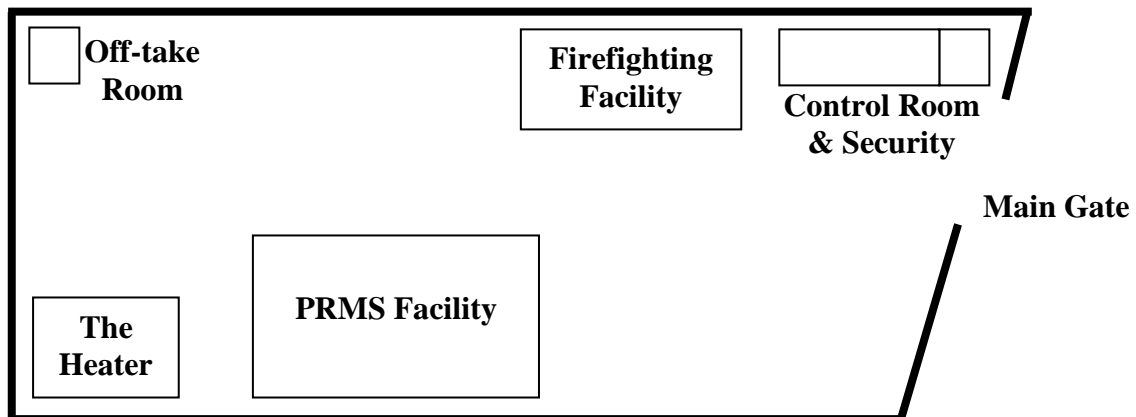 Off-take
Room
Firefighting
Facility
Control Room
& Security
Main Gate
PRMS Facility
The
Heater